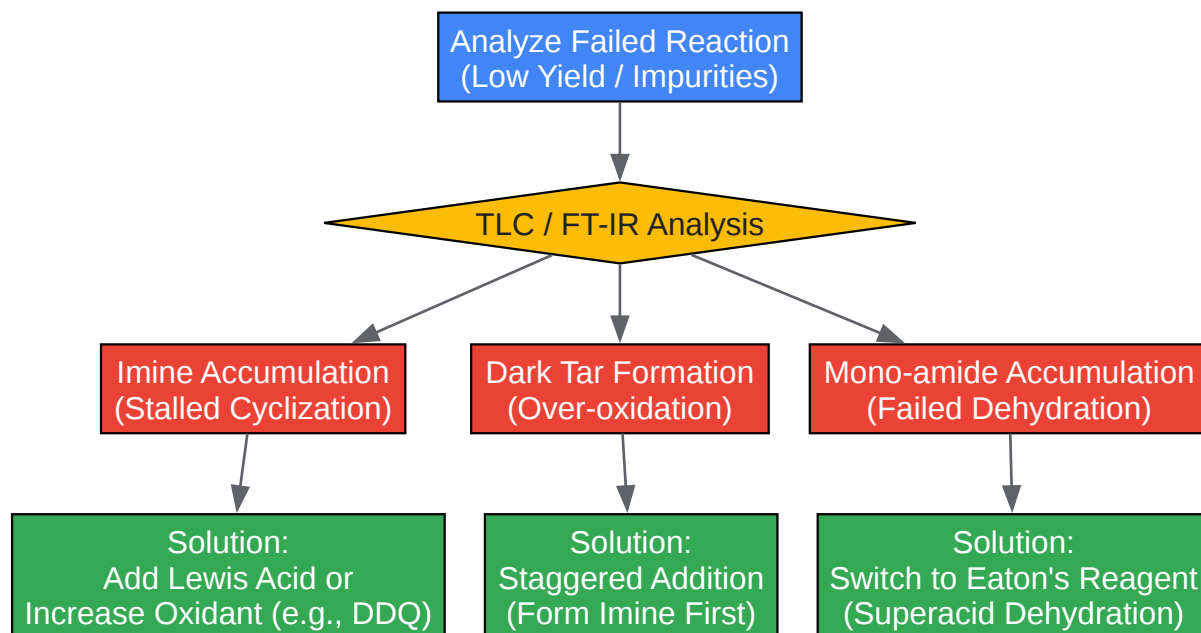 Analyze Failed Reaction
(Low Yield / Impurities)
TLC / FT-IR Analysis
Imine Accumulation
(Stalled Cyclization)
Dark Tar Formation
(Over-oxidation)
Mono-amide Accumulation
(Failed Dehydration)
Solution:
Add Lewis Acid or
Increase Oxidant (e.g., DDQ)
Solution:
Staggered Addition
(Form Imine First)
Solution:
Switch to Eaton's Reagent
(Superacid Dehydration)